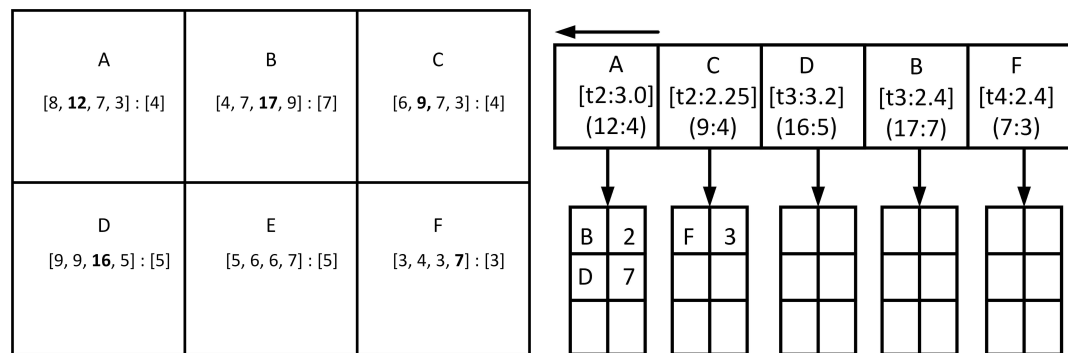 A
B
C
[8, 12, 7, 3] : [4]
[4, 7, 17, 9] : [7]
[6, 9, 7, 3] : [4]
D
E
F
[9, 9, 16, 5] : [5]
[5, 6, 6, 7] : [5]
[3, 4, 3, 7] : [3]
A
C
D
B
F
[t2:3.0]
[t2:2.25]
[t3:3.2]
[t3:2.4]
[t4:2.4]
(12:4)
(9:4)
(16:5)
(17:7)
(7:3)
B 2
F 3
D 7